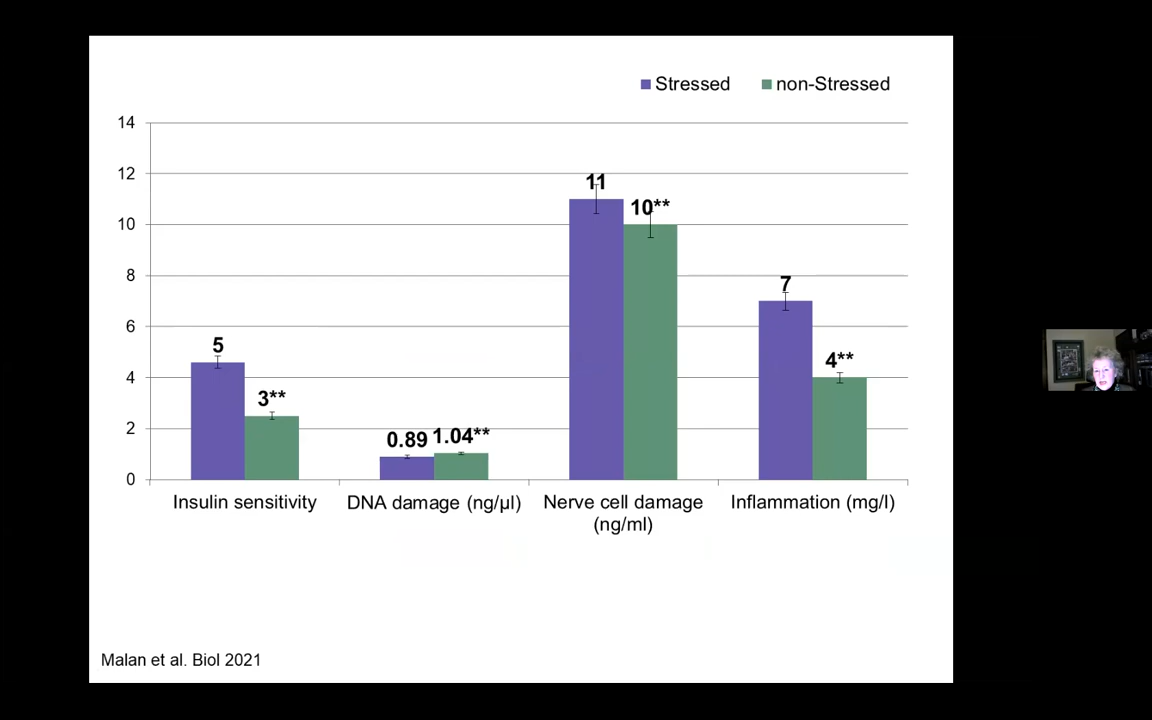 Stressed non-Stressed
14
12
10
8
6
4
2
0
5
3**
0.89
1.04**
11
10**
7
4**
Insulin sensitivity
DNA damage (ng/µl)
Nerve cell damage
(ng/ml)
Inflammation (mg/l)
Malan et al. Biol 2021